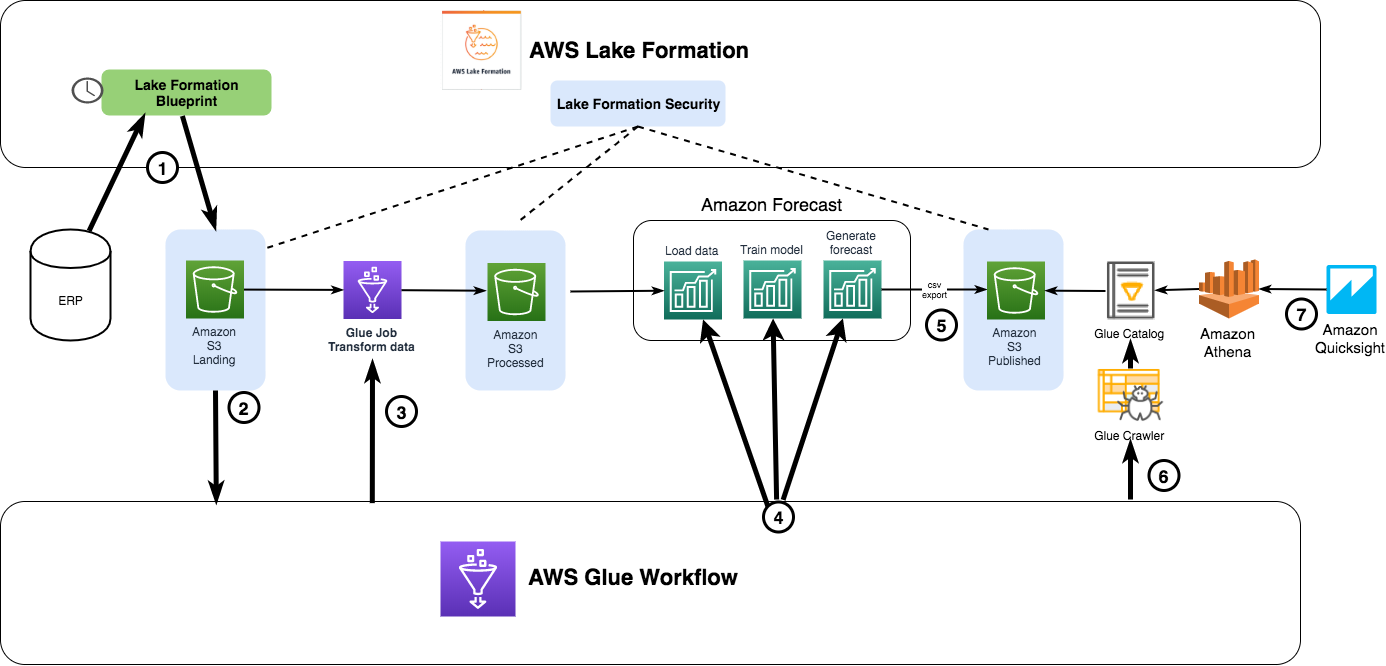 AWS Lake Formation
AWS Lake Formation
Lake Formation
Blueprint
Lake Formation Security
1
Amazon Forecast
ERP
Amazon
S3
Landing
Glue Job
Transform data
Amazon
S3
Processed
Load data
Train model
Generate
forecast
csv
export
5
Amazon
S3
Published
Glue Catalog
Amazon
Athena
7
Amazon
Quicksight
2
3
Glue Crawler
6
4
AWS Glue Workflow